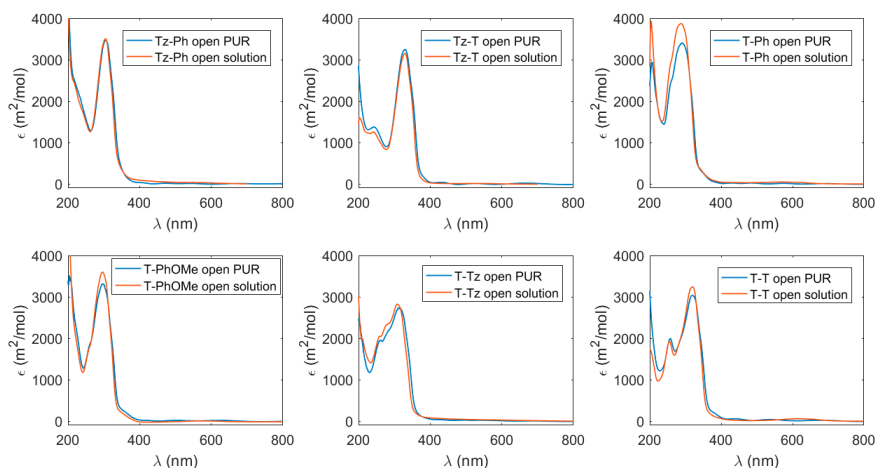 4000
3000
2000
1000
0
ϵ (m²/mol)
Tz-Ph open PUR
Tz-Ph open solution
200 400 600 800
λ (nm)
4000
3000
2000
1000
0
ϵ (m²/mol)
Tz-T open PUR
Tz-T open solution
200 400 600 800
λ (nm)
4000
3000
2000
1000
0
ϵ (m²/mol)
T-Ph open PUR
T-Ph open solution
200 400 600 800
λ (nm)
4000
3000
2000
1000
0
ϵ (m²/mol)
T-PhOMe open PUR
T-PhOMe open solution
200 400 600 800
λ (nm)
4000
3000
2000
1000
0
ϵ (m²/mol)
T-Tz open PUR
T-Tz open solution
200 400 600 800
λ (nm)
4000
3000
2000
1000
0
ϵ (m²/mol)
T-T open PUR
T-T open solution
200 400 600 800
λ (nm)